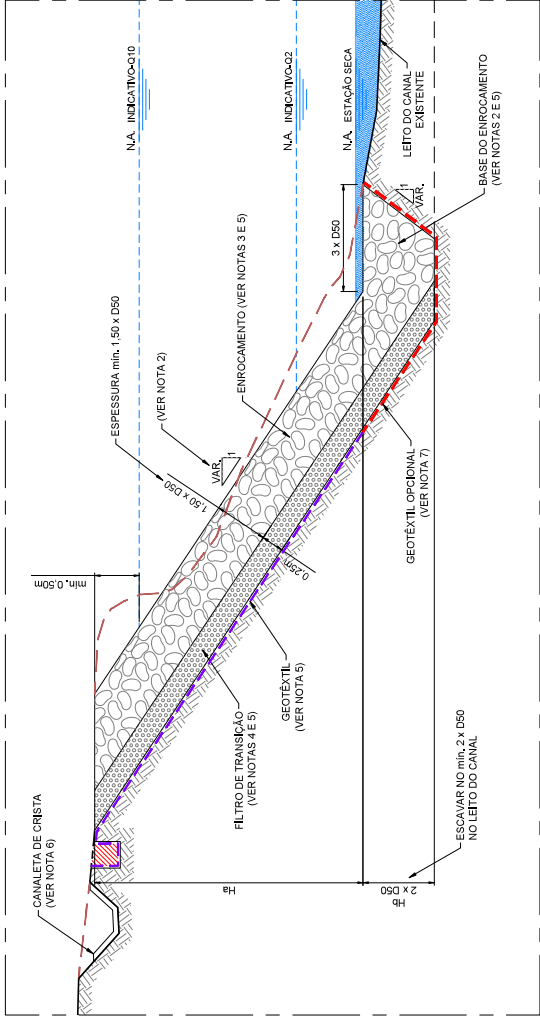 CANALETA DE CRISTA
(VER NOTA 6)
mín. 0.50m
ESPESSURA mín. 1,50 x D50
N.A. INDICATIVO-Q10
(VER NOTA 2)
VAR.
1
1,50 x D50
ENROCAMENTO (VER NOTAS 3 E 5)
N.A. INDICATIVO-Q2
N.A. ESTAÇÃO SECA
3 x D50
LEITO DO CANAL
EXISTENTE
FILTRO DE TRANSIÇÃO
(VER NOTAS 4 E 5)
GEOTÊXTIL
(VER NOTA 5)
0.25m
1
VAR.
BASE DO ENROCAMENTO
(VER NOTAS 2 E 5)
GEOTÊXTIL OPCIONAL
(VER NOTA 7)
Ha
Hb
2 x D50
ESCAVAR NO mín. 2 x D50
NO LEITO DO CANAL